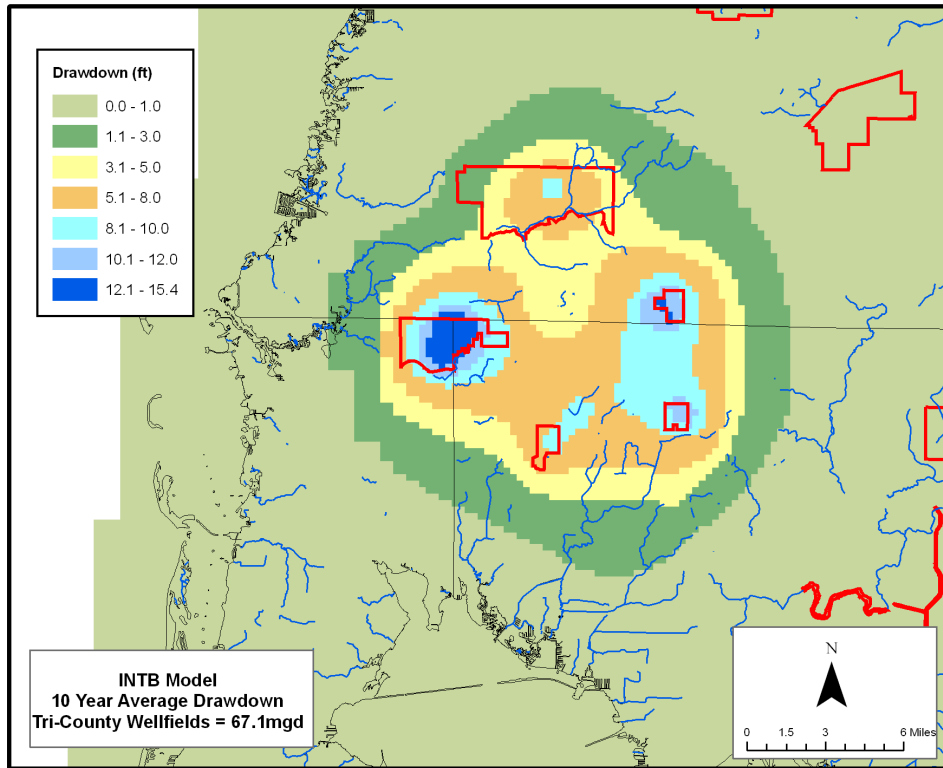 Drawdown (ft)
0.0 - 1.0
1.1 - 3.0
3.1 - 5.0
5.1 - 8.0
8.1 - 10.0
10.1 - 12.0
12.1 - 15.4
INTB Model
10 Year Average Drawdown
Tri-County Wellfields = 67.1mgd
N
0 1.5 3 6 Miles